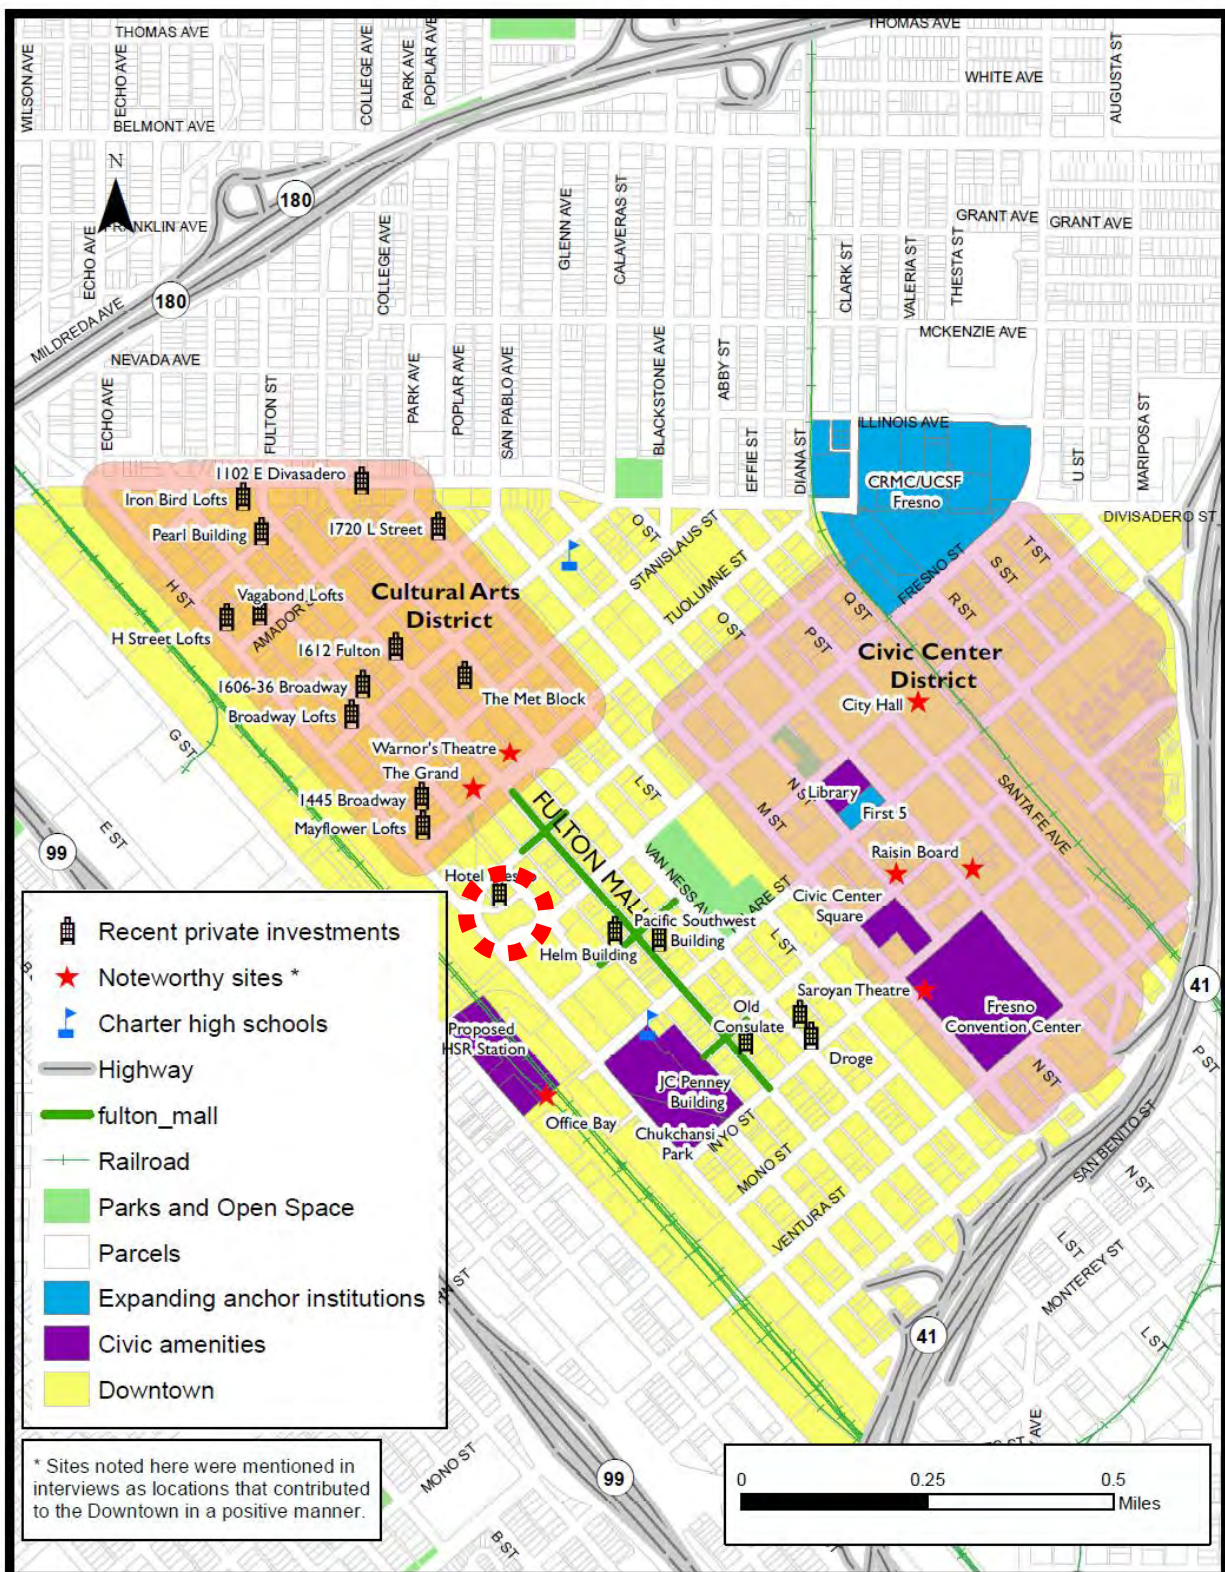 THOMAS AVE
THOMAS AVE
WILSON AVE
ECHO AVE
ECHO AVE
COLLEGE AVE
PARK AVE
POPLAR AVE
WHITE AVE
AUGUSTA ST
BELMONT AVE
N
180
FRANKLIN AVE
GLENN AVE
CALAVERAS ST
GRANT AVE
GRANT AVE
ECHO AVE
COLLEGE AVE
CLARK ST
VALERIA ST
THESTA ST
180
MILDREDA AVE
NEVADA AVE
MCKENZIE AVE
ECHO AVE
FULTON ST
PARK AVE
POPLAR AVE
SAN PABLO AVE
BLACKSTONE AVE
ABBY ST
EFFIE ST
DIANA ST
ILLINOIS AVE
U ST
MARIPOSA ST
1102 E Divasadero
Iron Bird Lofts
CRMC/UCSF
Fresno
Pearl Building
1720 L Street
O ST
STANISLAUS ST
DIVISADERO ST
T ST
S ST
FRESNO ST
TUOLUMNE ST
H ST
Vagabond Lofts
Cultural Arts
District
AMADOR
H Street Lofts
O ST
Q ST
R ST
P ST
1612 Fulton
Civic Center
District
1606-36 Broadway
The Met Block
City Hall
Broadway Lofts
G ST
Warnor's Theatre
The Grand
L ST
1445 Broadway
Mayflower Lofts
FULTON MALL
N ST
M ST
Library
First 5
SANTA FE AVE
99
E ST
Raisin Board
VAN NESS AVE
Hotel
Civic Center
Square
Pacific Southwest
Building
Helm Building
L ST
41
Saroyan Theatre
Old
Consulate
Fresno
Convention Center
Proposed
HSR Station
Droge
N ST
P ST
JC Penney
Building
Office Bay
Chukchansi
Park
INYO ST
MONO ST
SAN BENITO ST
N ST
VENTURA ST
L ST
MONTEREY ST
41
L ST
Recent private investments
Noteworthy sites *
Charter high schools
Highway
fulton_mall
Railroad
Parks and Open Space
Parcels
Expanding anchor institutions
Civic amenities
Downtown
* Sites noted here were mentioned in
interviews as locations that contributed
to the Downtown in a positive manner.
MONO ST
99
B ST
0 0.25 0.5
Miles